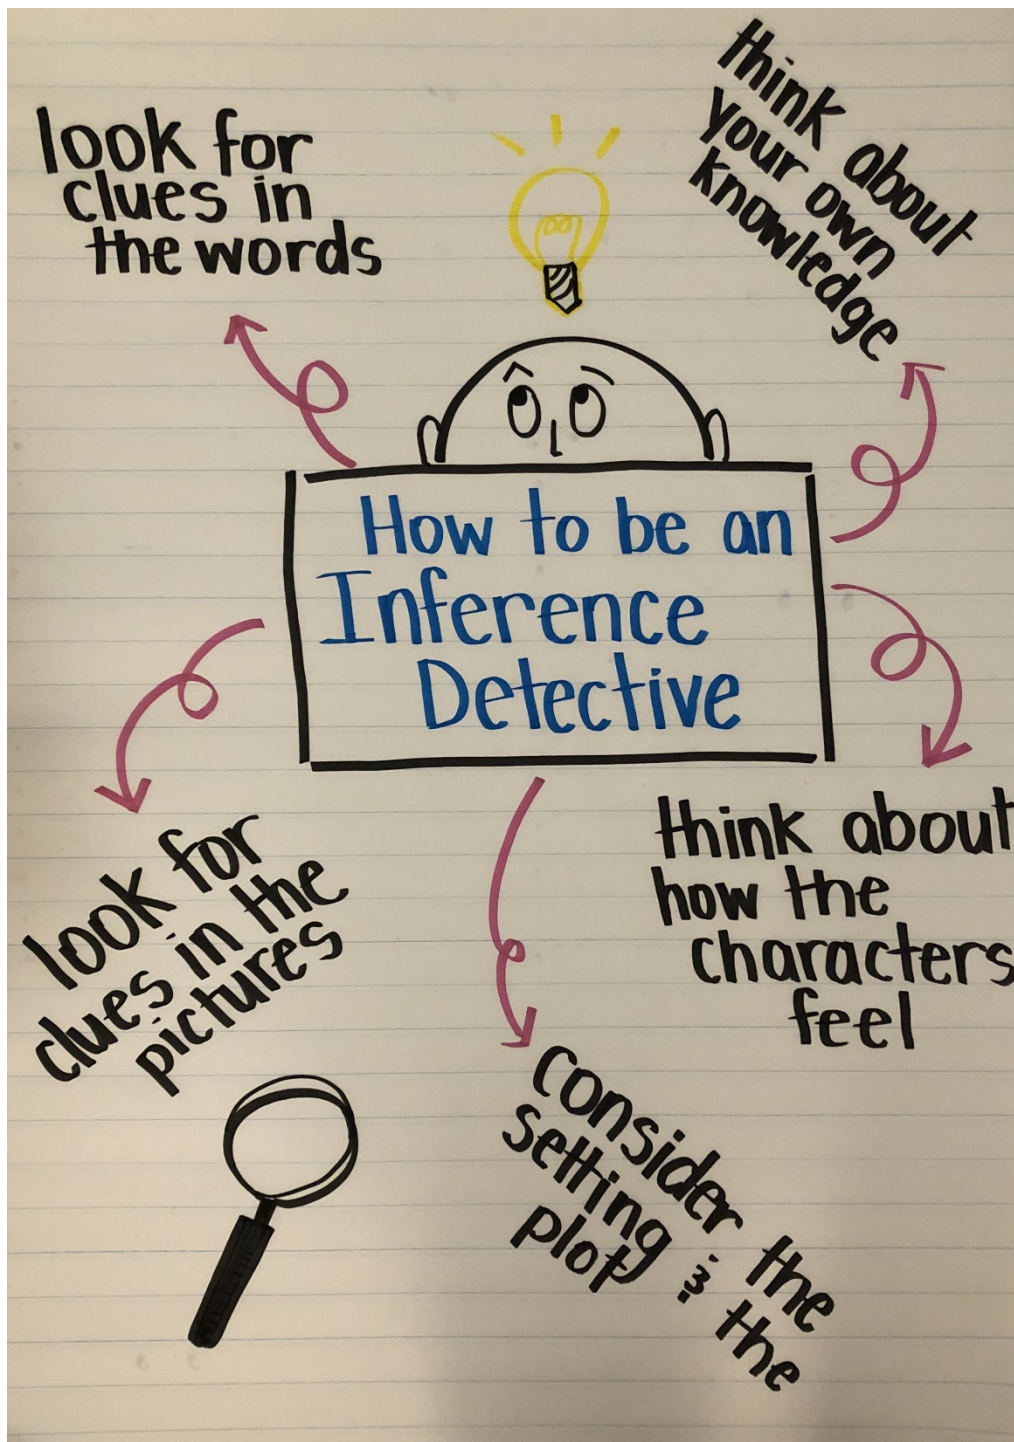 How to be an
Inference
Detective
look for
clues in
the words
think about
your own
knowledge
look for
clues in the
pictures
think about
how the
characters
feel
consider the
setting & the
plot